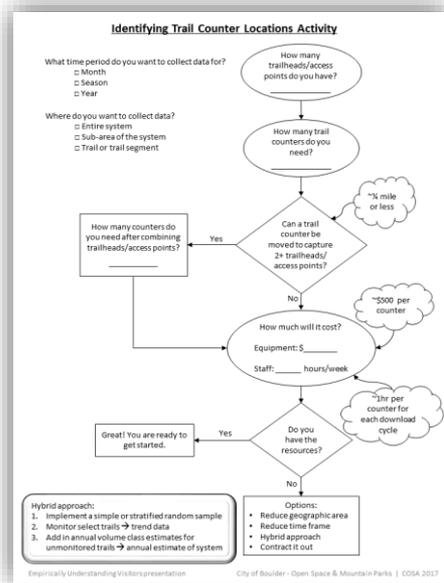 Identifying Trail Counter Locations Activity
What time period do you want to collect data for?
□ Month
□ Season
□ Year
Where do you want to collect data?
□ Entire system
□ Sub-area of the system
□ Trail or trail segment
How many
trailheads/access
points do you have?
__________
How many trail
counters do you
need?
__________
~¼ mile
or less
Can a trail
counter be
moved to capture
2+ trailheads/
access points?
Yes
How many counters do
you need after combining
trailheads/access points?
__________
No
~$500 per
counter
How much will it cost?
Equipment: $_______
Staff: _____ hours/week
~1hr per
counter for
each download
cycle
Do you
have the
resources?
Yes
Great! You are ready to
get started.
No
Options:
• Reduce geographic area
• Reduce time frame
• Hybrid approach
• Contract it out
Hybrid approach:
1. Implement a simple or stratified random sample
2. Monitor select trails → trend data
3. Add in annual volume class estimates for
unmonitored trails → annual estimate of system
Empirically Understanding Visitors presentation
City of Boulder - Open Space & Mountain Parks | COSA 2017